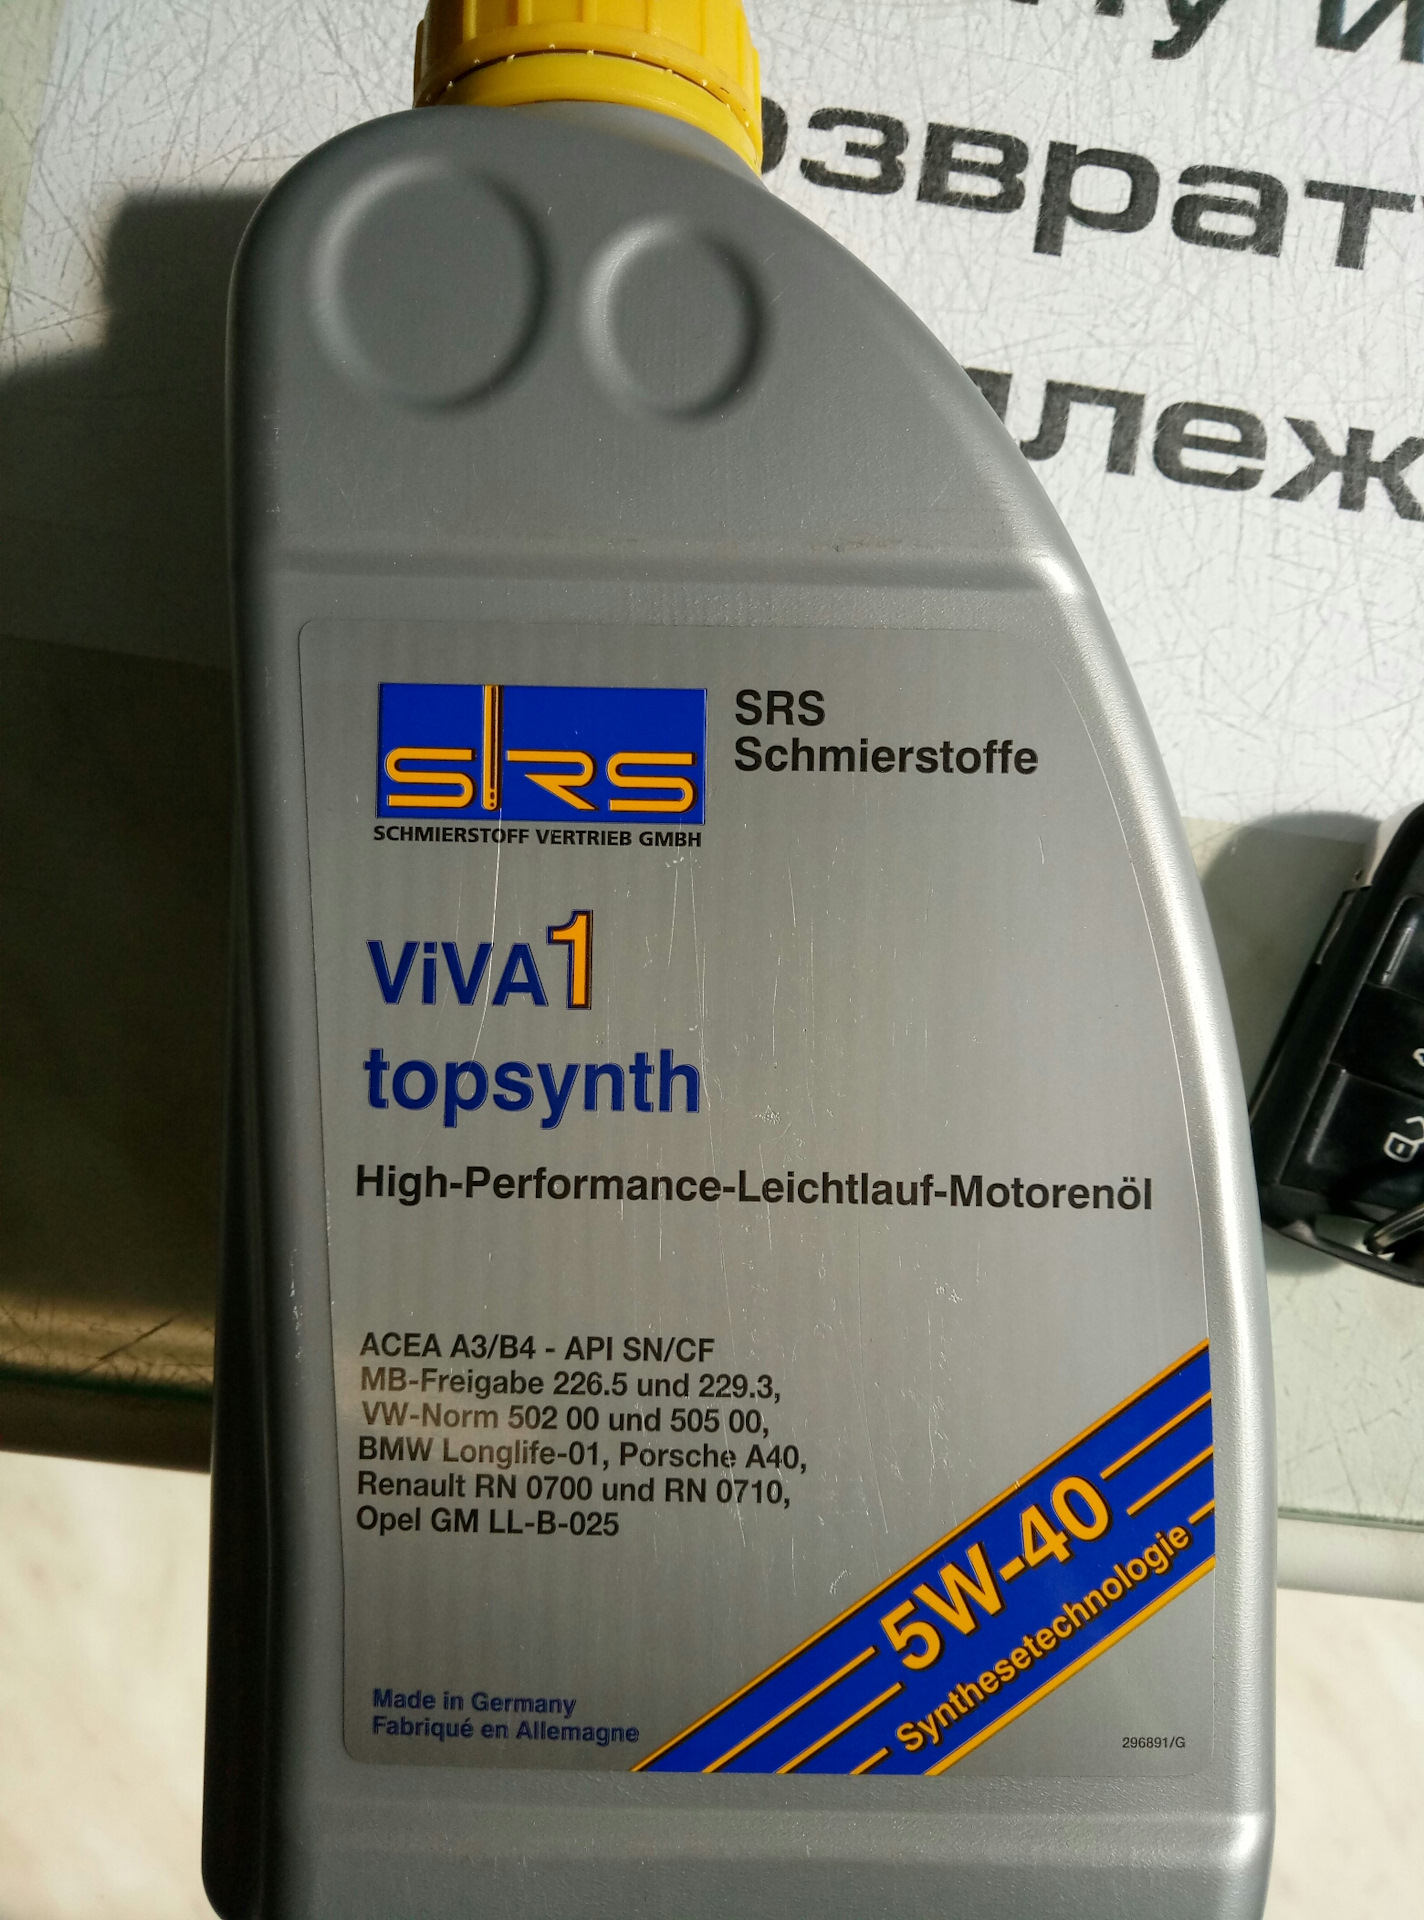 SRS
SCHMIERSTOFF VERTRIEB GMBH
SRS
Schmierstoffe
ViVA1
topsynth
High-Performance-Leichtlauf-Motorenöl
ACEA A3/B4 - API SN/CF
MB-Freigabe 226.5 und 229.3,
VW-Norm 502 00 und 505 00,
BMW Longlife-01, Porsche A40,
Renault RN 0700 und RN 0710,
Opel GM LL-B-025
5W-40
Synthesetechnologie
Made in Germany
Fabriqué en Allemagne
296891/G